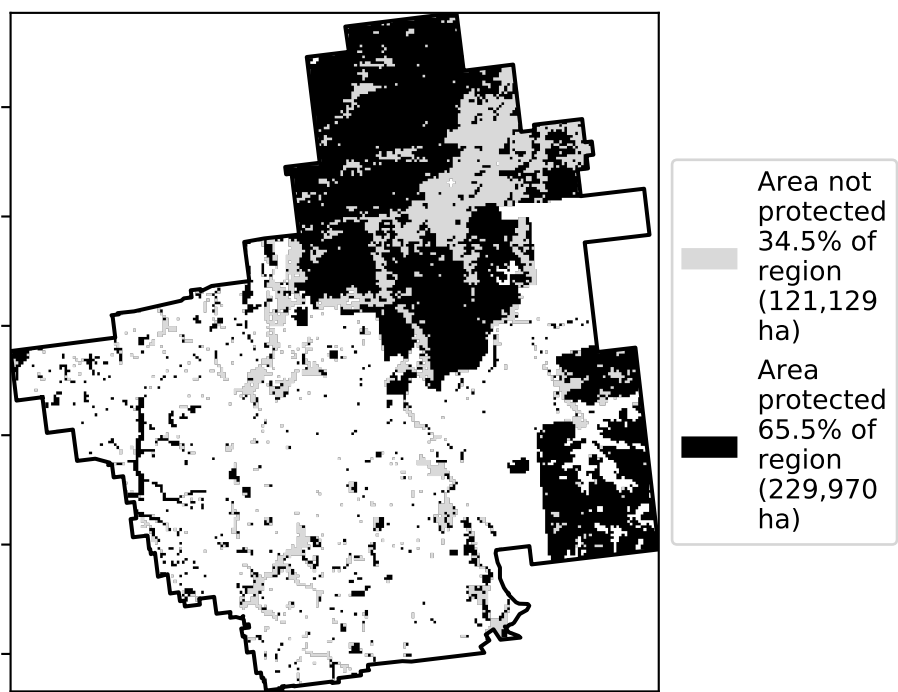 Area not
protected
34.5% of
region
(121,129
ha)
Area
protected
65.5% of
region
(229,970
ha)